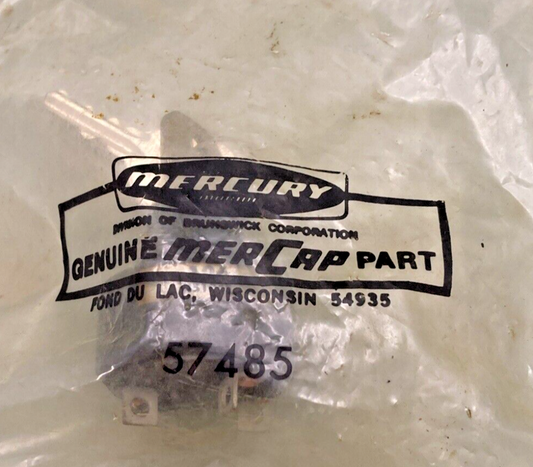 MERCURY
DIVISION OF BRUNSWICK CORPORATION
GENUINE MERCAP PART
FOND DU LAC, WISCONSIN 54935
57485